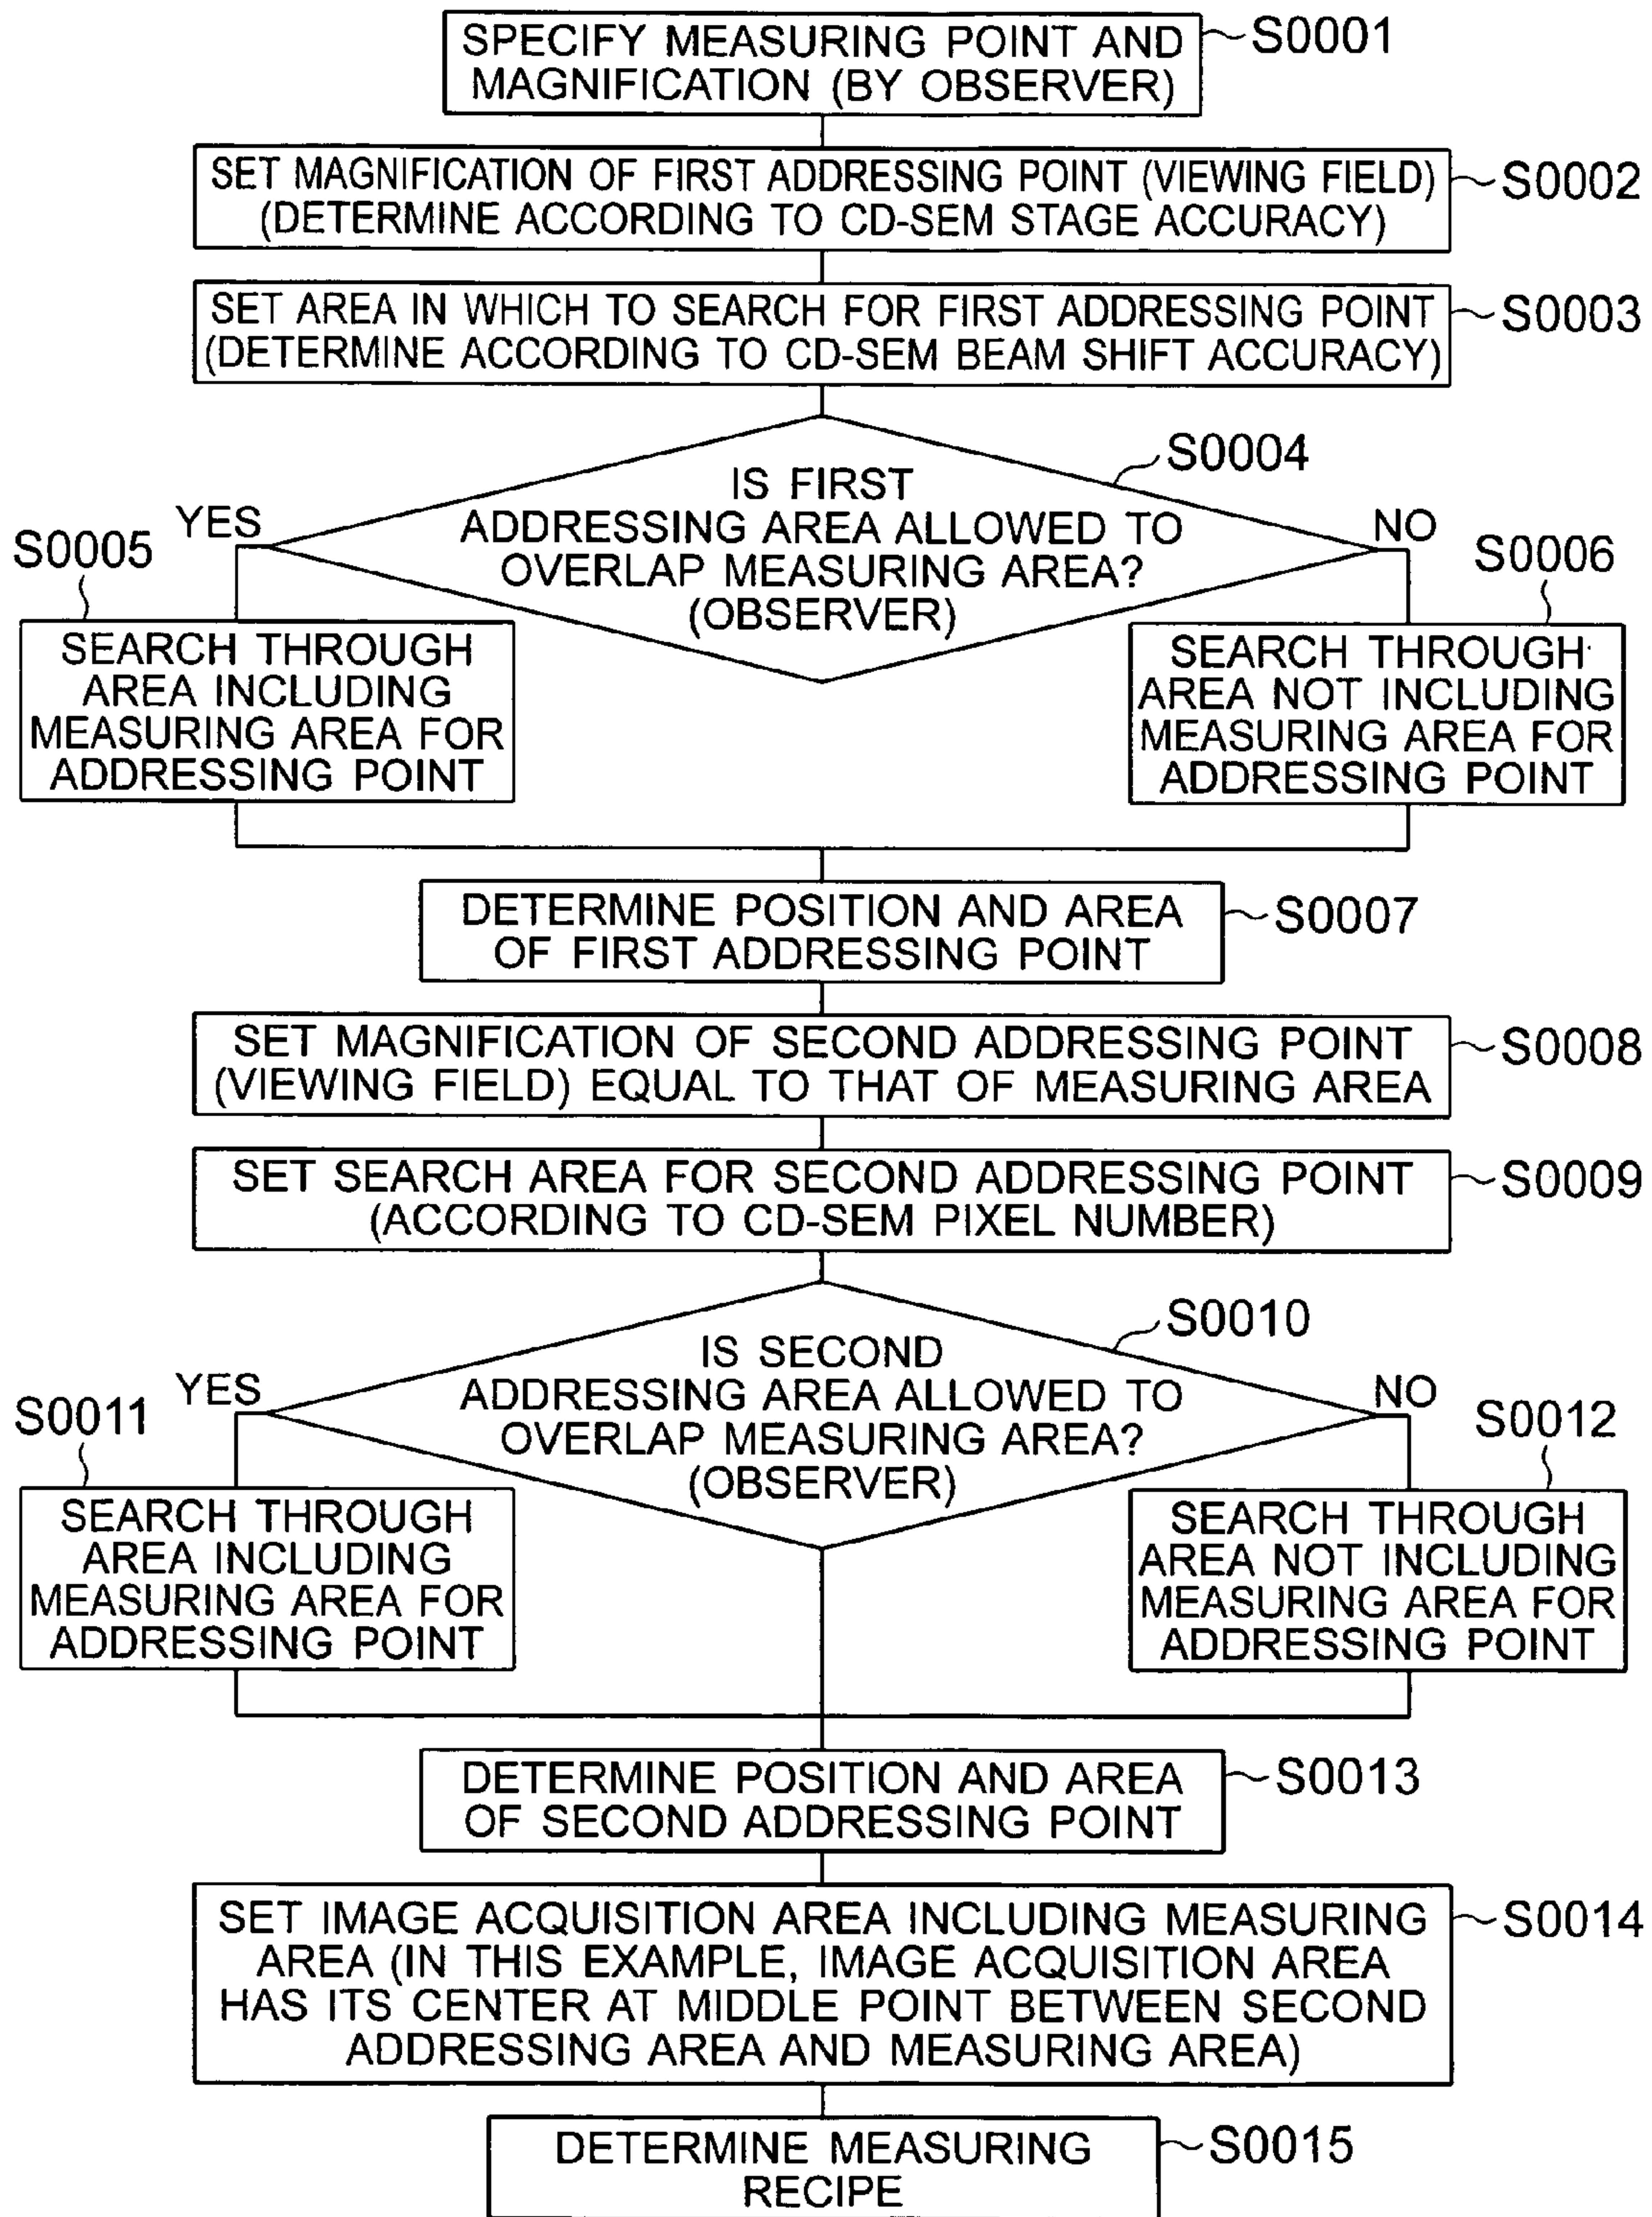 SPECIFY MEASURING POINT AND
MAGNIFICATION (BY OBSERVER)
S0001
SET MAGNIFICATION OF FIRST ADDRESSING POINT (VIEWING FIELD)
(DETERMINE ACCORDING TO CD-SEM STAGE ACCURACY)
S0002
SET AREA IN WHICH TO SEARCH FOR FIRST ADDRESSING POINT
(DETERMINE ACCORDING TO CD-SEM BEAM SHIFT ACCURACY)
S0003
S0004
IS FIRST
ADDRESSING AREA ALLOWED TO
OVERLAP MEASURING AREA?
(OBSERVER)
YES
NO
S0005
SEARCH THROUGH
AREA INCLUDING
MEASURING AREA FOR
ADDRESSING POINT
S0006
SEARCH THROUGH
AREA NOT INCLUDING
MEASURING AREA FOR
ADDRESSING POINT
DETERMINE POSITION AND AREA
OF FIRST ADDRESSING POINT
S0007
SET MAGNIFICATION OF SECOND ADDRESSING POINT
(VIEWING FIELD) EQUAL TO THAT OF MEASURING AREA
S0008
SET SEARCH AREA FOR SECOND ADDRESSING POINT
(ACCORDING TO CD-SEM PIXEL NUMBER)
S0009
S0010
IS SECOND
ADDRESSING AREA ALLOWED TO
OVERLAP MEASURING AREA?
(OBSERVER)
YES
NO
S0011
SEARCH THROUGH
AREA INCLUDING
MEASURING AREA FOR
ADDRESSING POINT
S0012
SEARCH THROUGH
AREA NOT INCLUDING
MEASURING AREA FOR
ADDRESSING POINT
DETERMINE POSITION AND AREA
OF SECOND ADDRESSING POINT
S0013
SET IMAGE ACQUISITION AREA INCLUDING MEASURING
AREA (IN THIS EXAMPLE, IMAGE ACQUISITION AREA
HAS ITS CENTER AT MIDDLE POINT BETWEEN SECOND
ADDRESSING AREA AND MEASURING AREA)
S0014
DETERMINE MEASURING
RECIPE
S0015